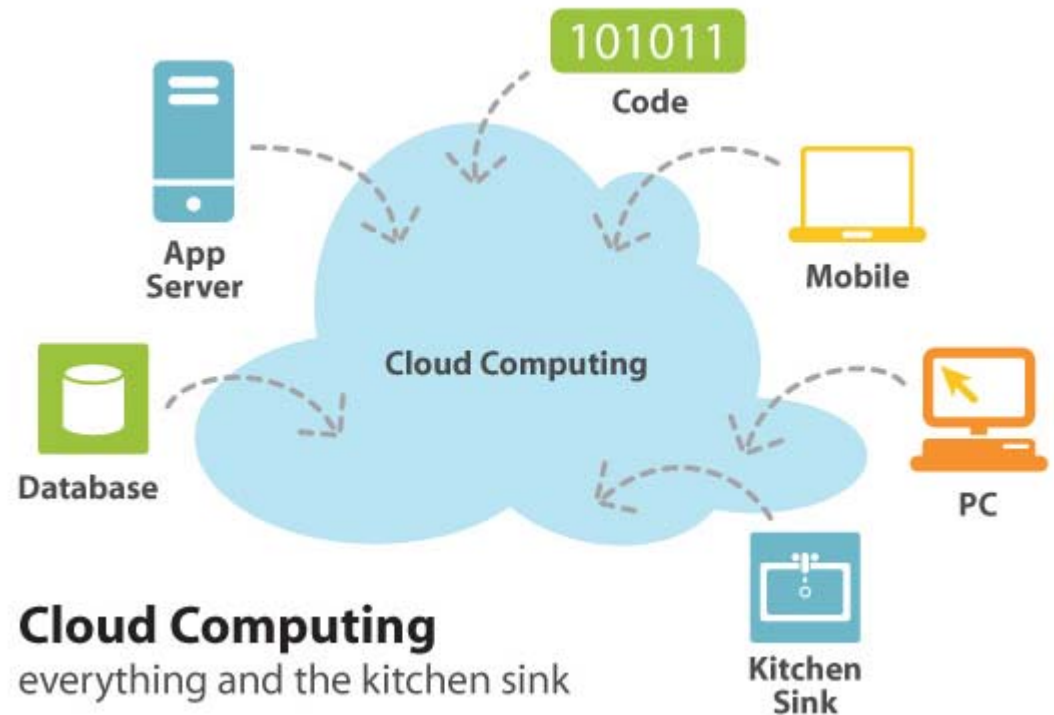 101011
Code
App
Server
Mobile
Cloud Computing
Database
PC
Kitchen
Sink
Cloud Computing
everything and the kitchen sink